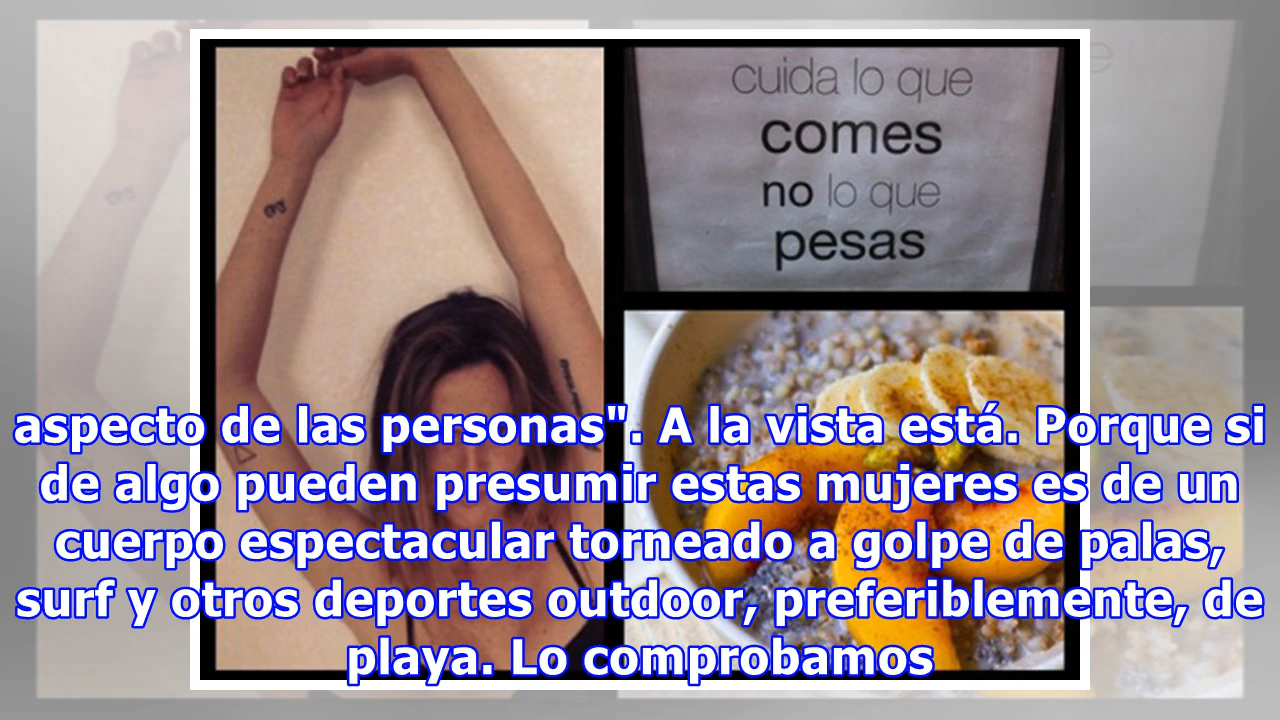 cuida lo que
comes
no lo que
pesas
aspecto de las personas". A la vista está. Porque si
de algo pueden presumir estas mujeres es de un
cuerpo espectacular torneado a golpe de palas,
surf y otros deportes outdoor, preferiblemente, de
playa. Lo comprobamos